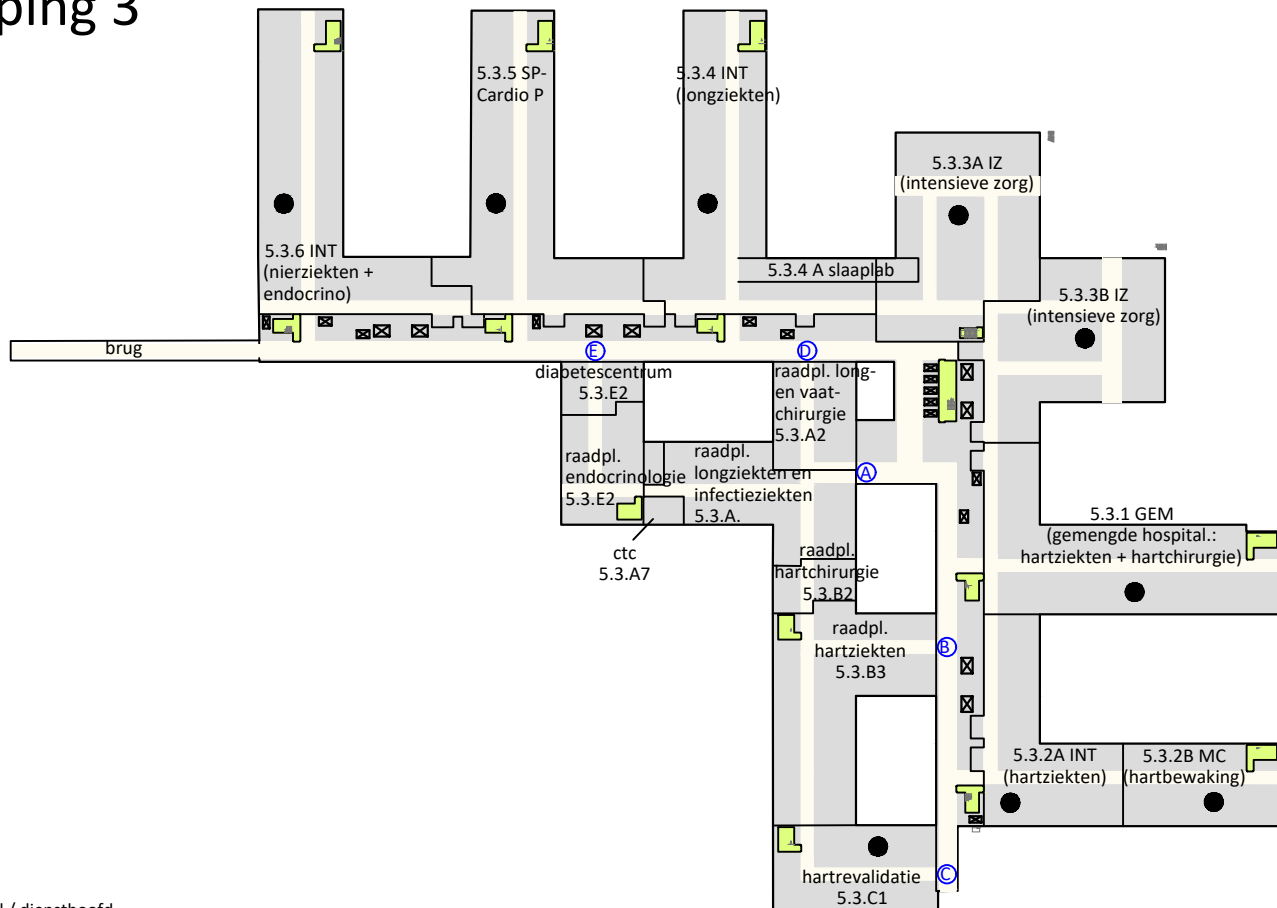 ping 3
5.3.5 SP-
Cardio P
5.3.4 INT
(longziekten)
5.3.3A IZ
(intensieve zorg)
5.3.6 INT
(nierziekten +
endocrino)
5.3.4 A slaaplab
5.3.3B IZ
(intensieve zorg)
brug
E
D
diabetescentrum
5.3.E2
raadpl. long-
en vaat-
chirurgie
5.3.A2
raadpl.
endocrinologie
5.3.E2
raadpl.
longziekten en
infectieziekten
5.3.A.
A
ctc
5.3.A7
5.3.1 GEM
(gemengde hospital.:
hartziekten + hartchirurgie)
raadpl.
hartchirurgie
5.3.B2
raadpl.
hartziekten
5.3.B3
B
5.3.2A INT
(hartziekten)
5.3.2B MC
(hartbewaking)
hartrevalidatie
5.3.C1
C
/ diensthoofd